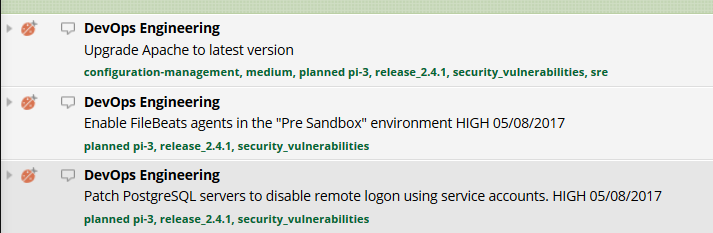 DevOps Engineering
Upgrade Apache to latest version
configuration-management, medium, planned pi-3, release_2.4.1, security_vulnerabilities, sre
DevOps Engineering
Enable FileBeats agents in the "Pre Sandbox" environment HIGH 05/08/2017
planned pi-3, release_2.4.1, security_vulnerabilities
DevOps Engineering
Patch PostgreSQL servers to disable remote logon using service accounts. HIGH 05/08/2017
planned pi-3, release_2.4.1, security_vulnerabilities